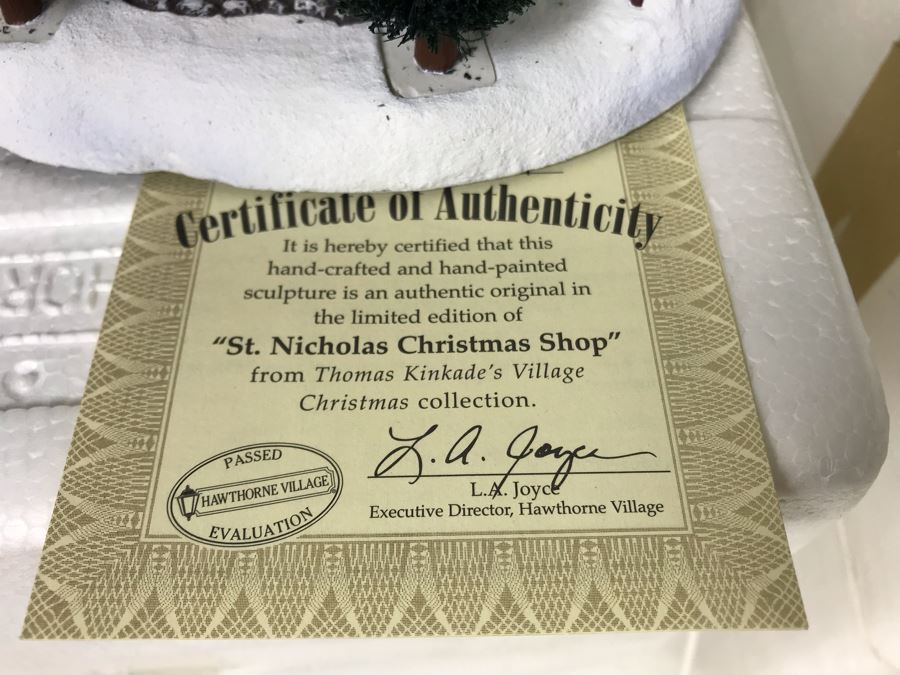 Certificate of Authenticity
It is hereby certified that this
hand-crafted and hand-painted
sculpture is an authentic original in
the limited edition of
"St. Nicholas Christmas Shop"
from Thomas Kinkade's Village
Christmas collection.
L. A. Joyce
L.A. Joyce
Executive Director, Hawthorne Village
PASSED
HAWTHORNE VILLAGE
EVALUATION